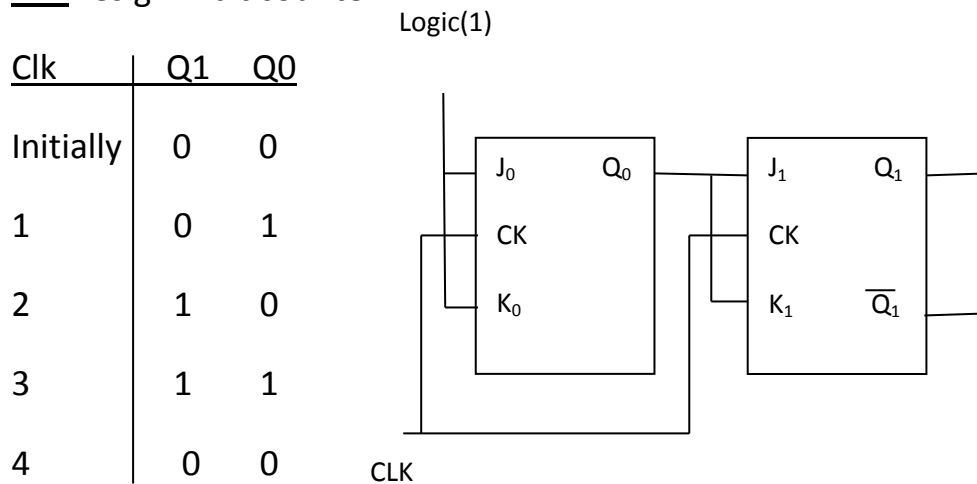 Logic(1)
Clk Q1 Q0
Initially 0 0
1 0 1
2 1 0
3 1 1
4 0 0
J₀ Q₀
CK
K₀
J₁ Q₁
CK
K₁ Q̅₁
CLK